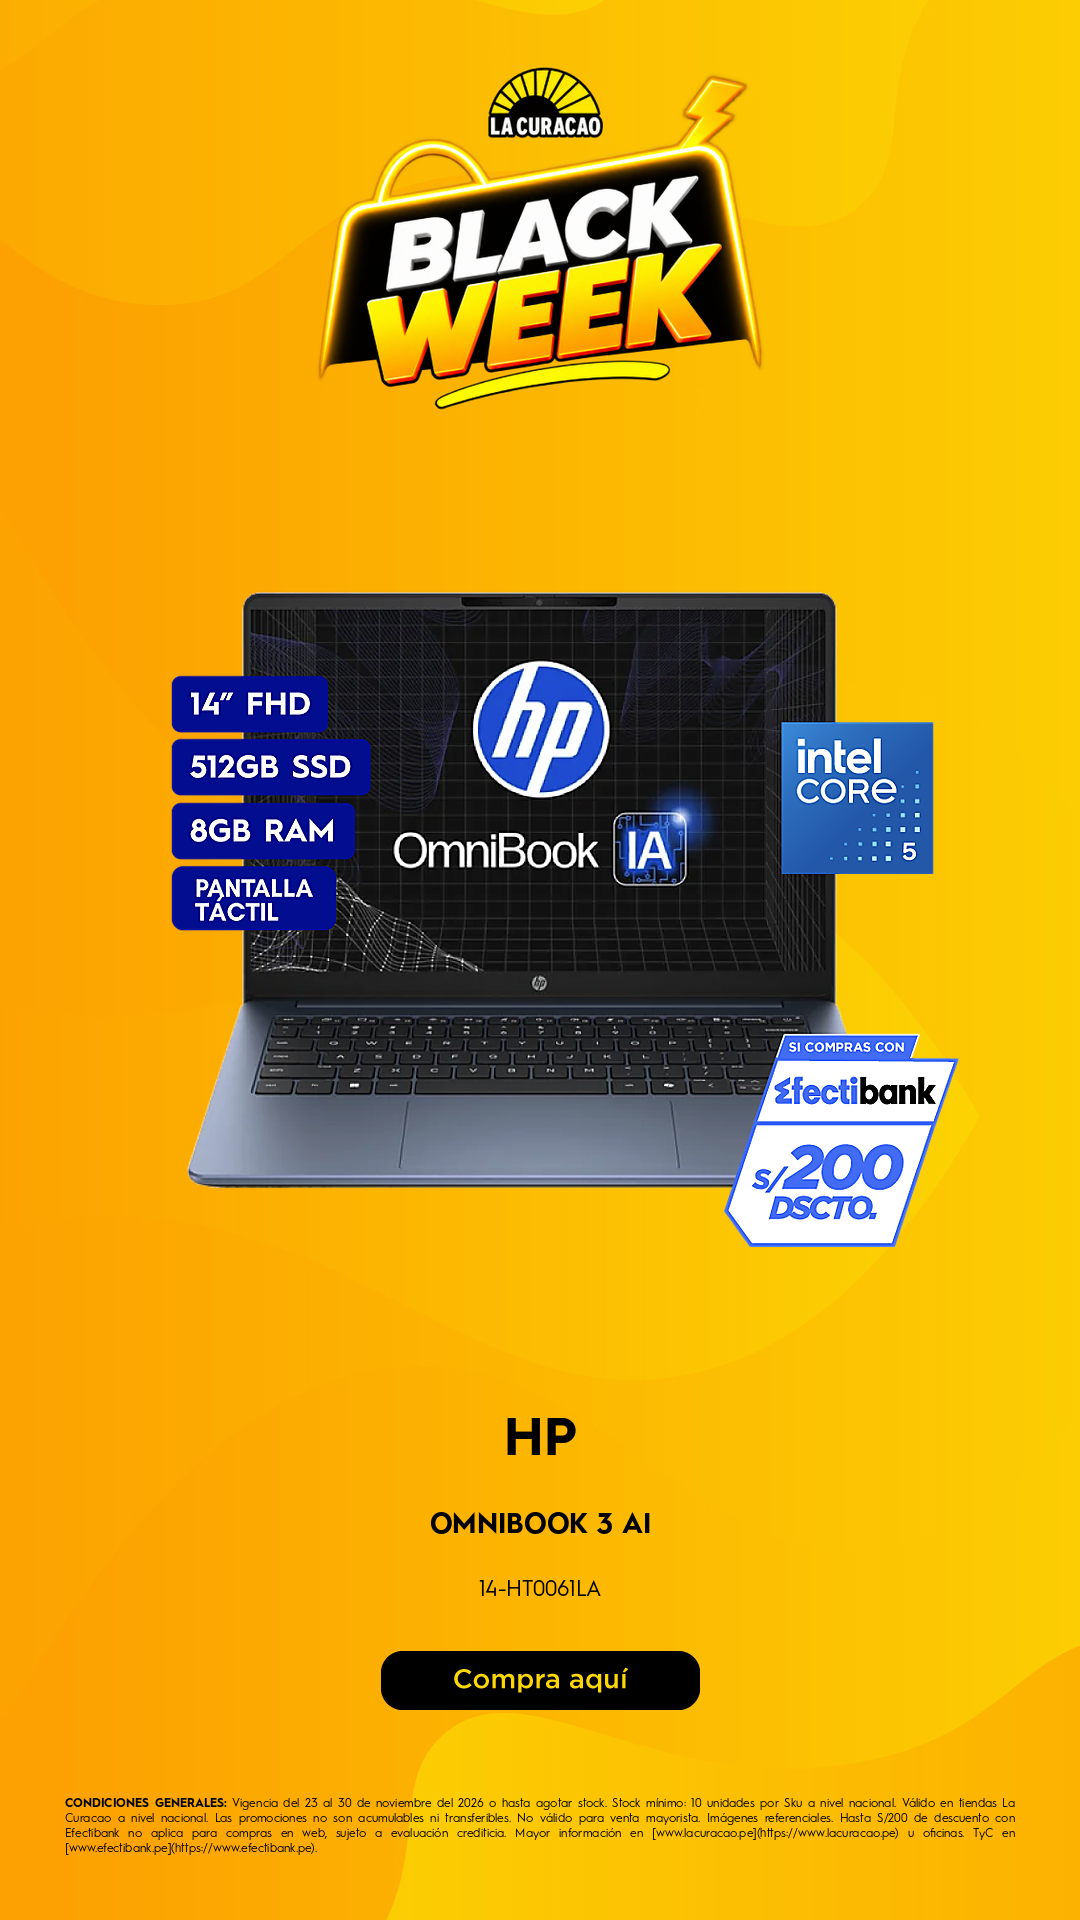 LA CURACAO
BLACK
WEEK
14” FHD
512GB SSD
8GB RAM
PANTALLA
TÁCTIL
hp
OmniBook IA
intel
CORE
5
hp
SI COMPRAS CON
Efectibank
S/200
DSCTO.
HP
OMNIBOOK 3 AI
14-HT0061LA
Compra aquí
CONDICIONES GENERALES: Vigencia del 23 al 30 de noviembre del 2026 o hasta agotar stock. Stock mínimo: 10 unidades por Sku a nivel nacional. Válido en tiendas La
Curacao a nivel nacional. Las promociones no son acumulables ni transferibles. No válido para venta mayorista. Imágenes referenciales. Hasta S/200 de descuento con
Efectibank no aplica para compras en web, sujeto a evaluación crediticia. Mayor información en [www.lacuracao.pe](https://www.lacuracao.pe) u oficinas. TyC en
[www.efectibank.pe](https://www.efectibank.pe).